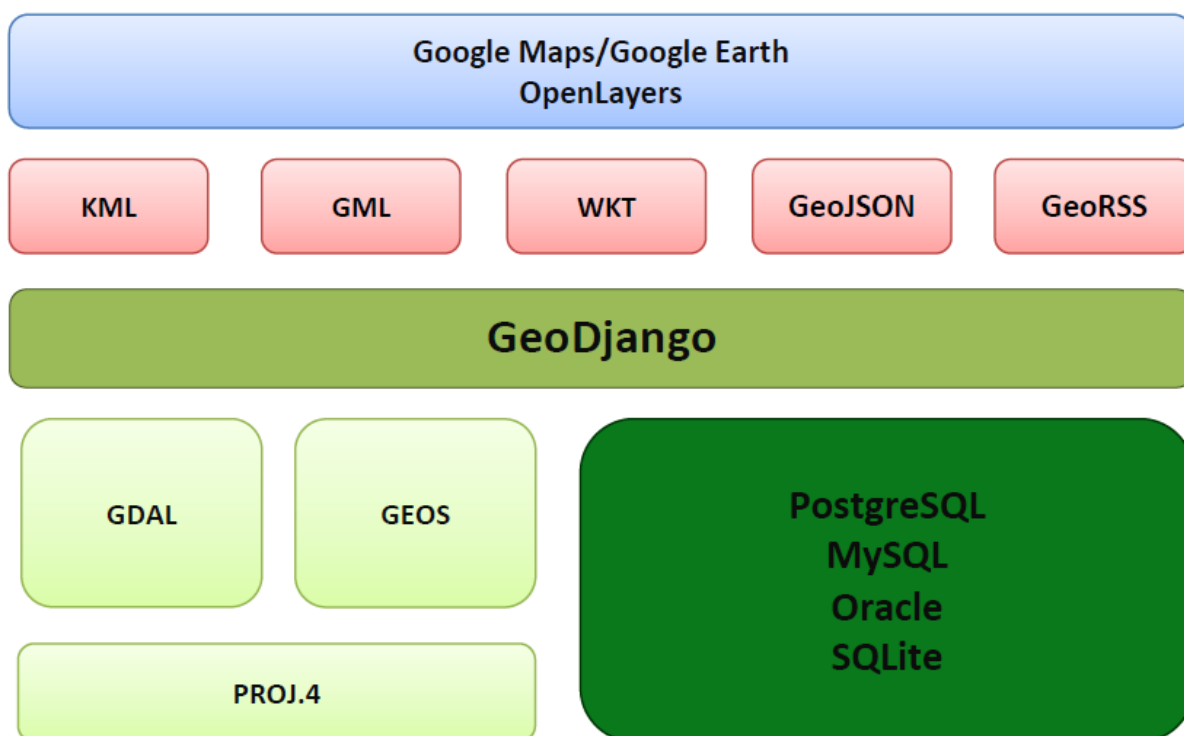 Google Maps/Google Earth
OpenLayers
KML
GML
WKT
GeoJSON
GeoRSS
GeoDjango
GDAL
GEOS
PROJ.4
PostgreSQL
MySQL
Oracle
SQLite